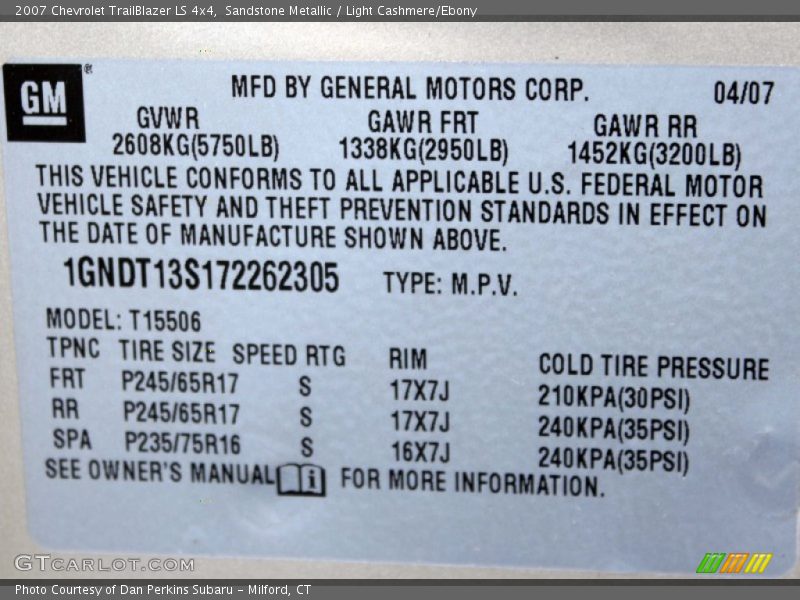 2007 Chevrolet TrailBlazer LS 4x4, Sandstone Metallic / Light Cashmere/Ebony
GM ®
MFD BY GENERAL MOTORS CORP. 04/07
GVWR GAWR FRT GAWR RR
2608KG(5750LB) 1338KG(2950LB) 1452KG(3200LB)
THIS VEHICLE CONFORMS TO ALL APPLICABLE U.S. FEDERAL MOTOR
VEHICLE SAFETY AND THEFT PREVENTION STANDARDS IN EFFECT ON
THE DATE OF MANUFACTURE SHOWN ABOVE.
1GNDT13S172262305 TYPE: M.P.V.
MODEL: T15506
TPNC TIRE SIZE SPEED RTG RIM COLD TIRE PRESSURE
FRT P245/65R17 S 17X7J 210KPA(30PSI)
RR P245/65R17 S 17X7J 240KPA(35PSI)
SPA P235/75R16 S 16X7J 240KPA(35PSI)
SEE OWNER'S MANUAL i FOR MORE INFORMATION.
GTCARLOT.COM
Photo Courtesy of Dan Perkins Subaru - Milford, CT